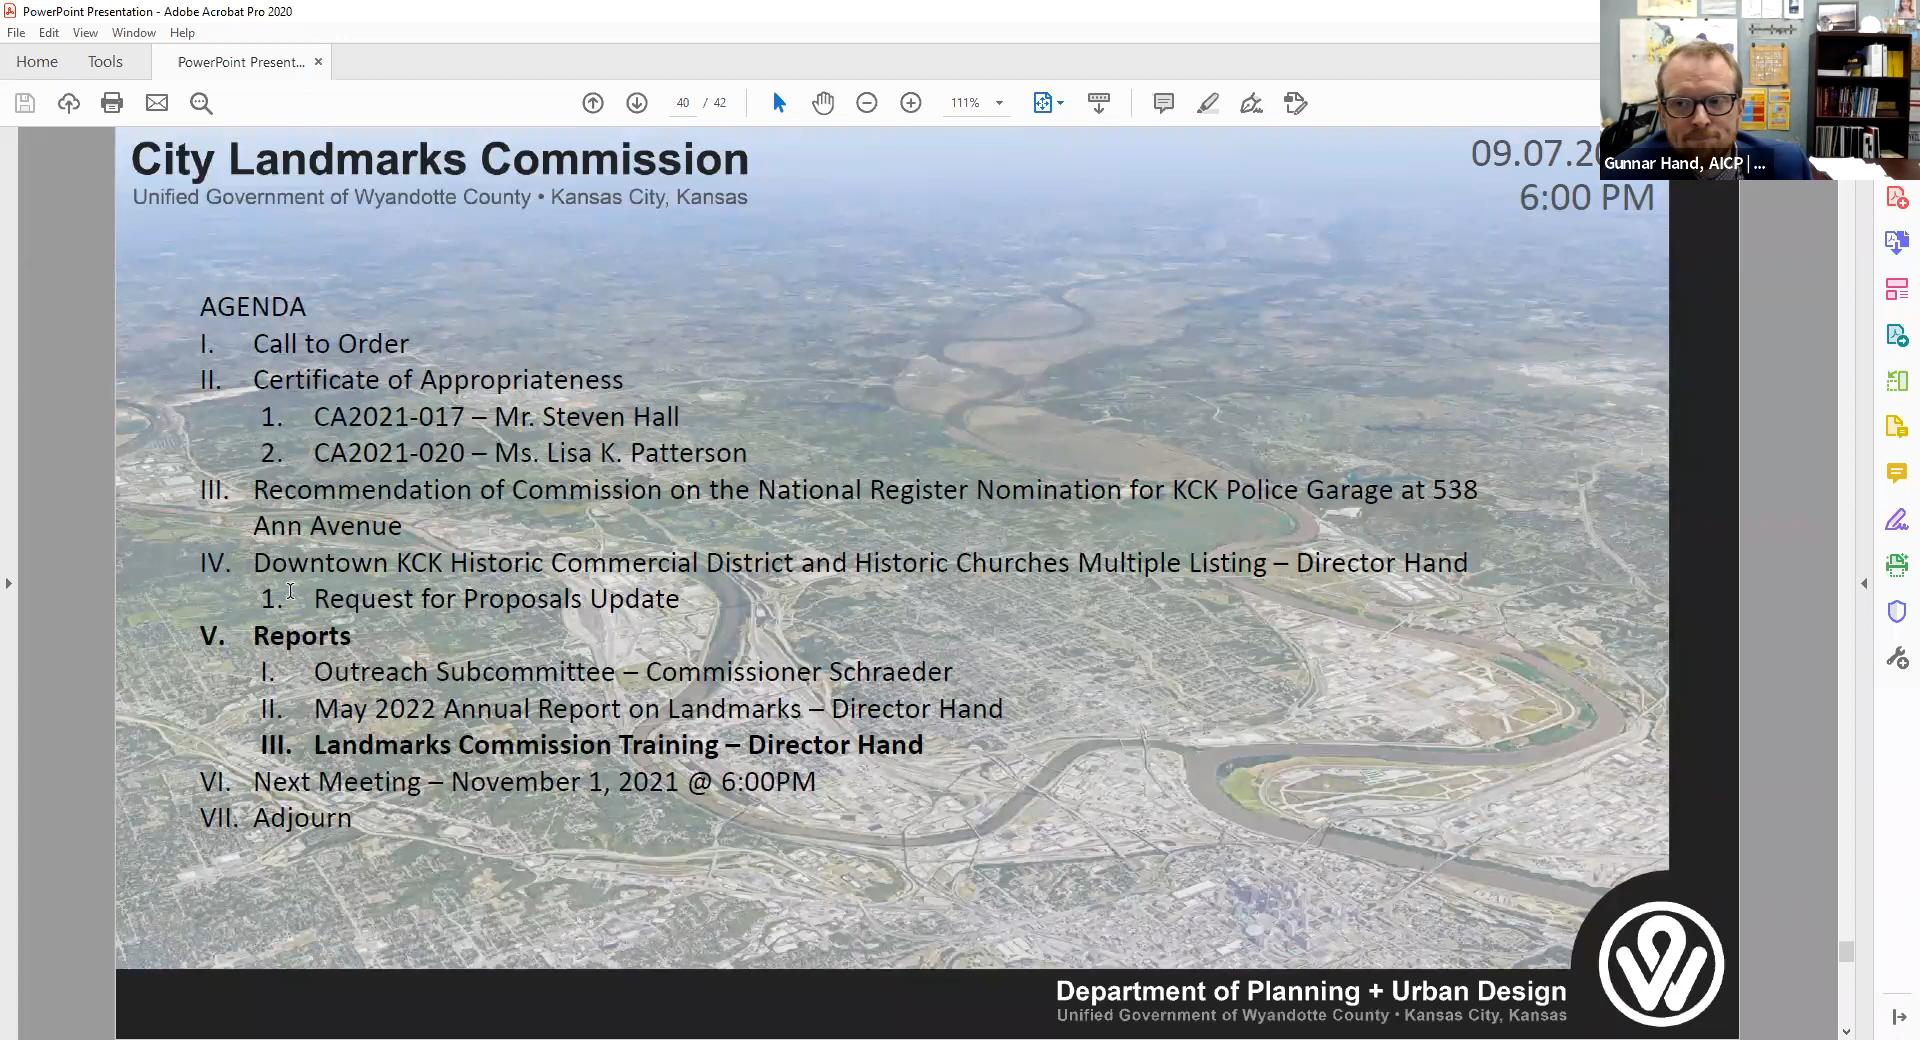 PowerPoint Presentation - Adobe Acrobat Pro 2020
File Edit View Window Help
Home Tools PowerPoint Present... ×
40 / 42 111%
City Landmarks Commission
Unified Government of Wyandotte County • Kansas City, Kansas
09.07.20
6:00 PM
Gunnar Hand, AICP | ...
AGENDA
I. Call to Order
II. Certificate of Appropriateness
1. CA2021-017 – Mr. Steven Hall
2. CA2021-020 – Ms. Lisa K. Patterson
III. Recommendation of Commission on the National Register Nomination for KCK Police Garage at 538
Ann Avenue
IV. Downtown KCK Historic Commercial District and Historic Churches Multiple Listing – Director Hand
1. Request for Proposals Update
V. Reports
I. Outreach Subcommittee – Commissioner Schraeder
II. May 2022 Annual Report on Landmarks – Director Hand
III. Landmarks Commission Training – Director Hand
VI. Next Meeting – November 1, 2021 @ 6:00PM
VII. Adjourn
Department of Planning + Urban Design
Unified Government of Wyandotte County • Kansas City, Kansas